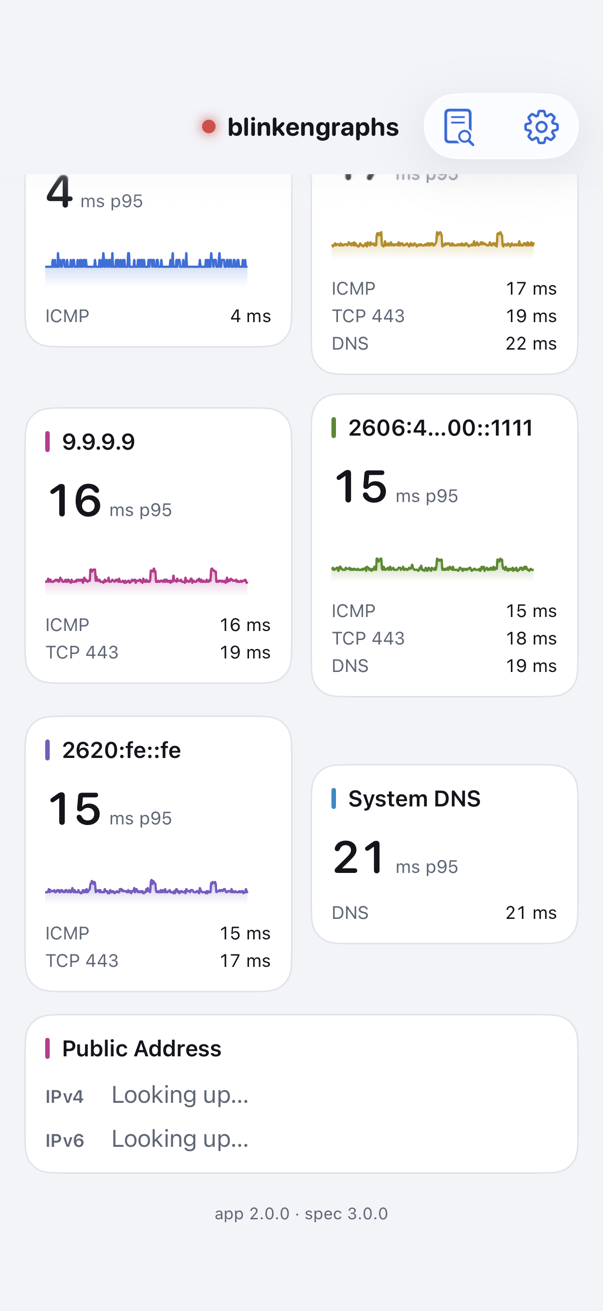 blinkengraphs
4 ms p95
ms p95
ICMP 4 ms
ICMP 17 ms
TCP 443 19 ms
DNS 22 ms
9.9.9.9
16 ms p95
ICMP 16 ms
TCP 443 19 ms
2606:4...00::1111
15 ms p95
ICMP 15 ms
TCP 443 18 ms
DNS 19 ms
2620:fe::fe
15 ms p95
ICMP 15 ms
TCP 443 17 ms
System DNS
21 ms p95
DNS 21 ms
Public Address
IPv4 Looking up...
IPv6 Looking up...
app 2.0.0 · spec 3.0.0